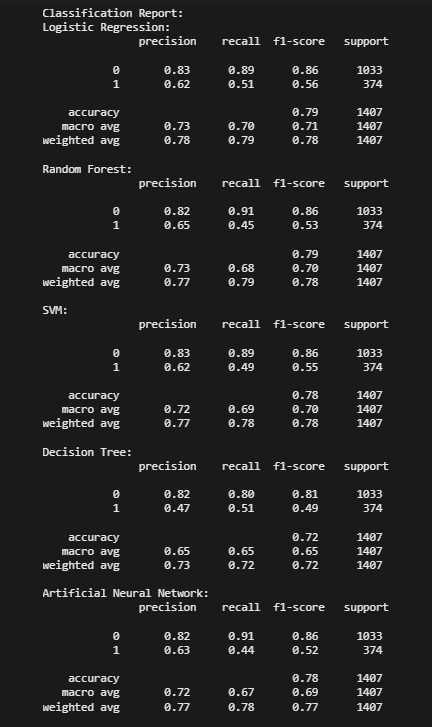 Classification Report:
Logistic Regression:
precision recall f1-score support
0 0.83 0.89 0.86 1033
1 0.62 0.51 0.56 374
accuracy 0.79 1407
macro avg 0.73 0.70 0.71 1407
weighted avg 0.78 0.79 0.78 1407
Random Forest:
precision recall f1-score support
0 0.82 0.91 0.86 1033
1 0.65 0.45 0.53 374
accuracy 0.79 1407
macro avg 0.73 0.68 0.70 1407
weighted avg 0.77 0.79 0.78 1407
SVM:
precision recall f1-score support
0 0.83 0.89 0.86 1033
1 0.62 0.49 0.55 374
accuracy 0.78 1407
macro avg 0.72 0.69 0.70 1407
weighted avg 0.77 0.78 0.78 1407
Decision Tree:
precision recall f1-score support
0 0.82 0.80 0.81 1033
1 0.47 0.51 0.49 374
accuracy 0.72 1407
macro avg 0.65 0.65 0.65 1407
weighted avg 0.73 0.72 0.72 1407
Artificial Neural Network:
precision recall f1-score support
0 0.82 0.91 0.86 1033
1 0.63 0.44 0.52 374
accuracy 0.78 1407
macro avg 0.72 0.67 0.69 1407
weighted avg 0.77 0.78 0.77 1407